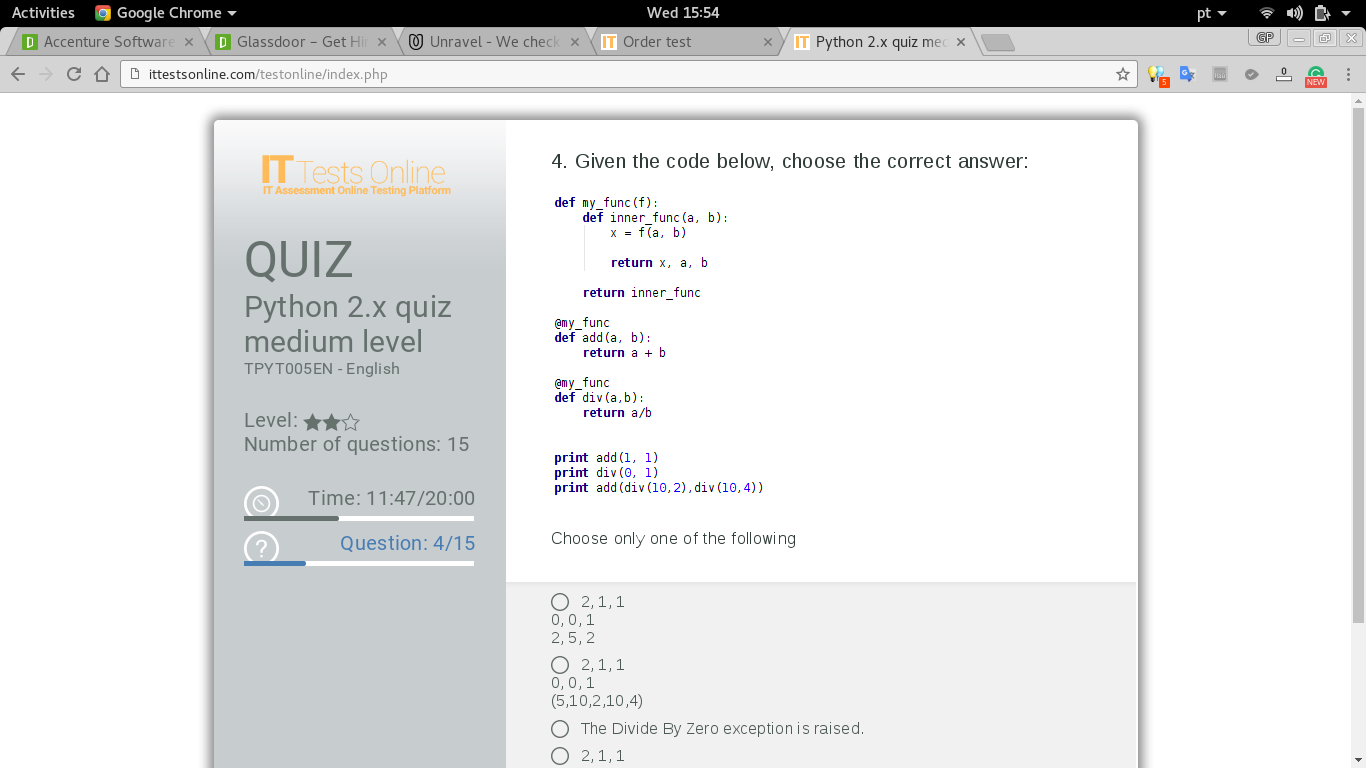 Activities
Google Chrome
Wed 15:54
pt
Accenture Software
Glassdoor – Get Hi
Unravel - We check
IT Order test
IT Python 2.x quiz med
GP
ittestsonline.com/testonline/index.php
5
0
NEW
IT Tests Online
IT Assessment Online Testing Platform
QUIZ
Python 2.x quiz
medium level
TPYT005EN - English
Level:
Number of questions: 15
Time: 11:47/20:00
? Question: 4/15
4. Given the code below, choose the correct answer:
def my_func(f):
def inner_func(a, b):
x = f(a, b)
return x, a, b
return inner_func
@my_func
def add(a, b):
return a + b
@my_func
def div(a,b):
return a/b
print add(1, 1)
print div(0, 1)
print add(div(10,2),div(10,4))
Choose only one of the following
2, 1, 1
0, 0, 1
2, 5, 2
2, 1, 1
0, 0, 1
(5,10,2,10,4)
The Divide By Zero exception is raised.
2, 1, 1